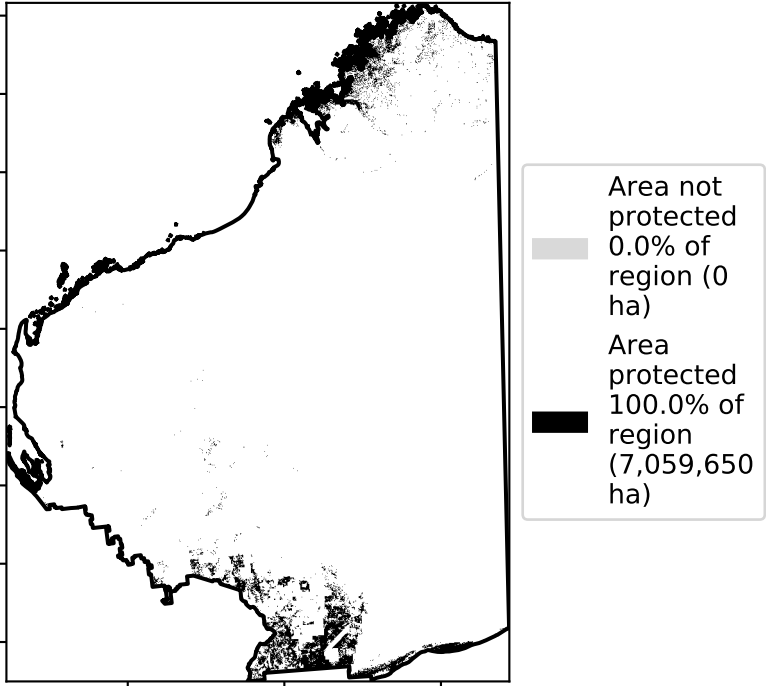 Area not
protected
0.0% of
region (0
ha)
Area
protected
100.0% of
region
(7,059,650
ha)